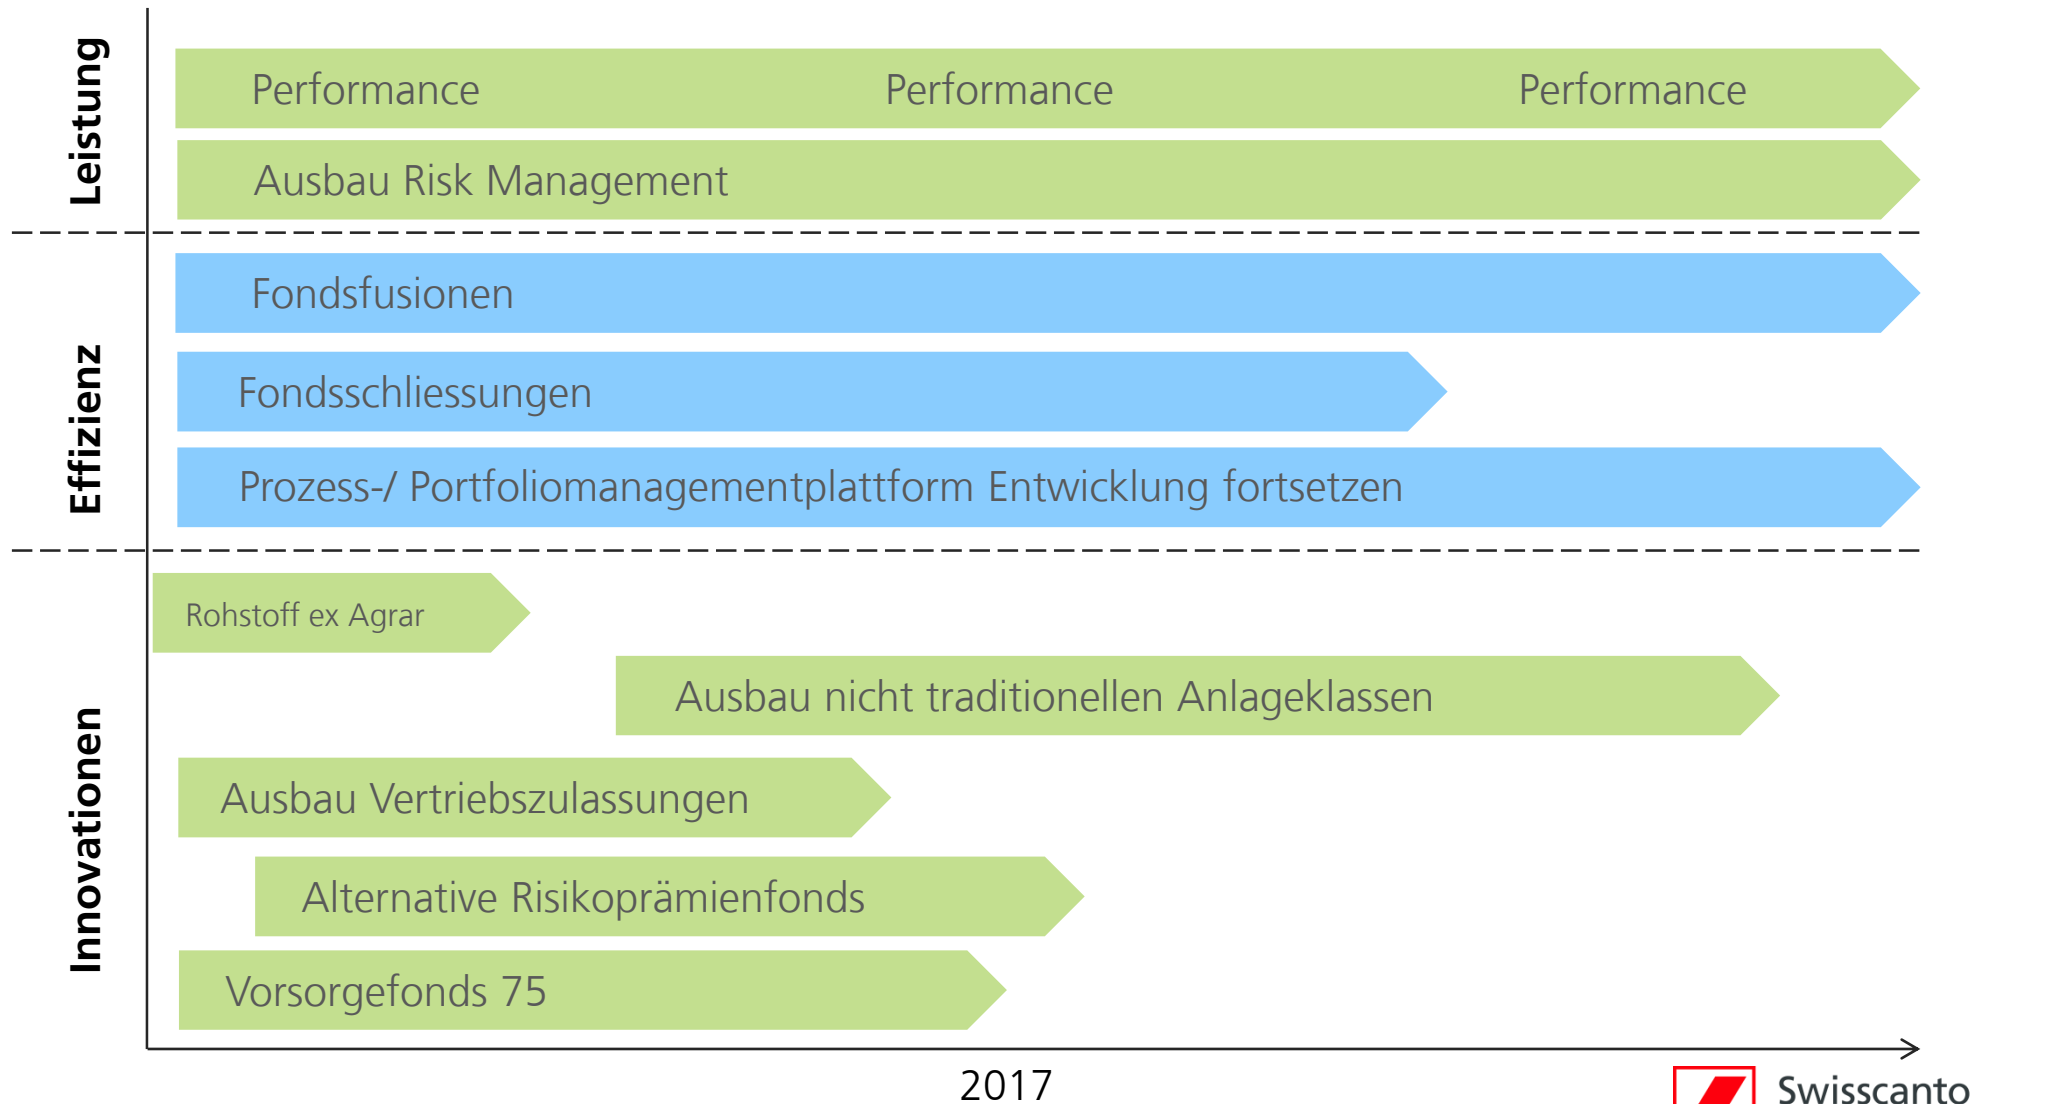 Leistung
Performance Performance Performance
Ausbau Risk Management
Effizienz
Fondsfusionen
Fondsschliessungen
Prozess-/ Portfoliomanagementplattform Entwicklung fortsetzen
Innovationen
Rohstoff ex Agrar
Ausbau nicht traditionellen Anlageklassen
Ausbau Vertriebszulassungen
Alternative Risikoprämienfonds
Vorsorgefonds 75
2017
Swisscanto